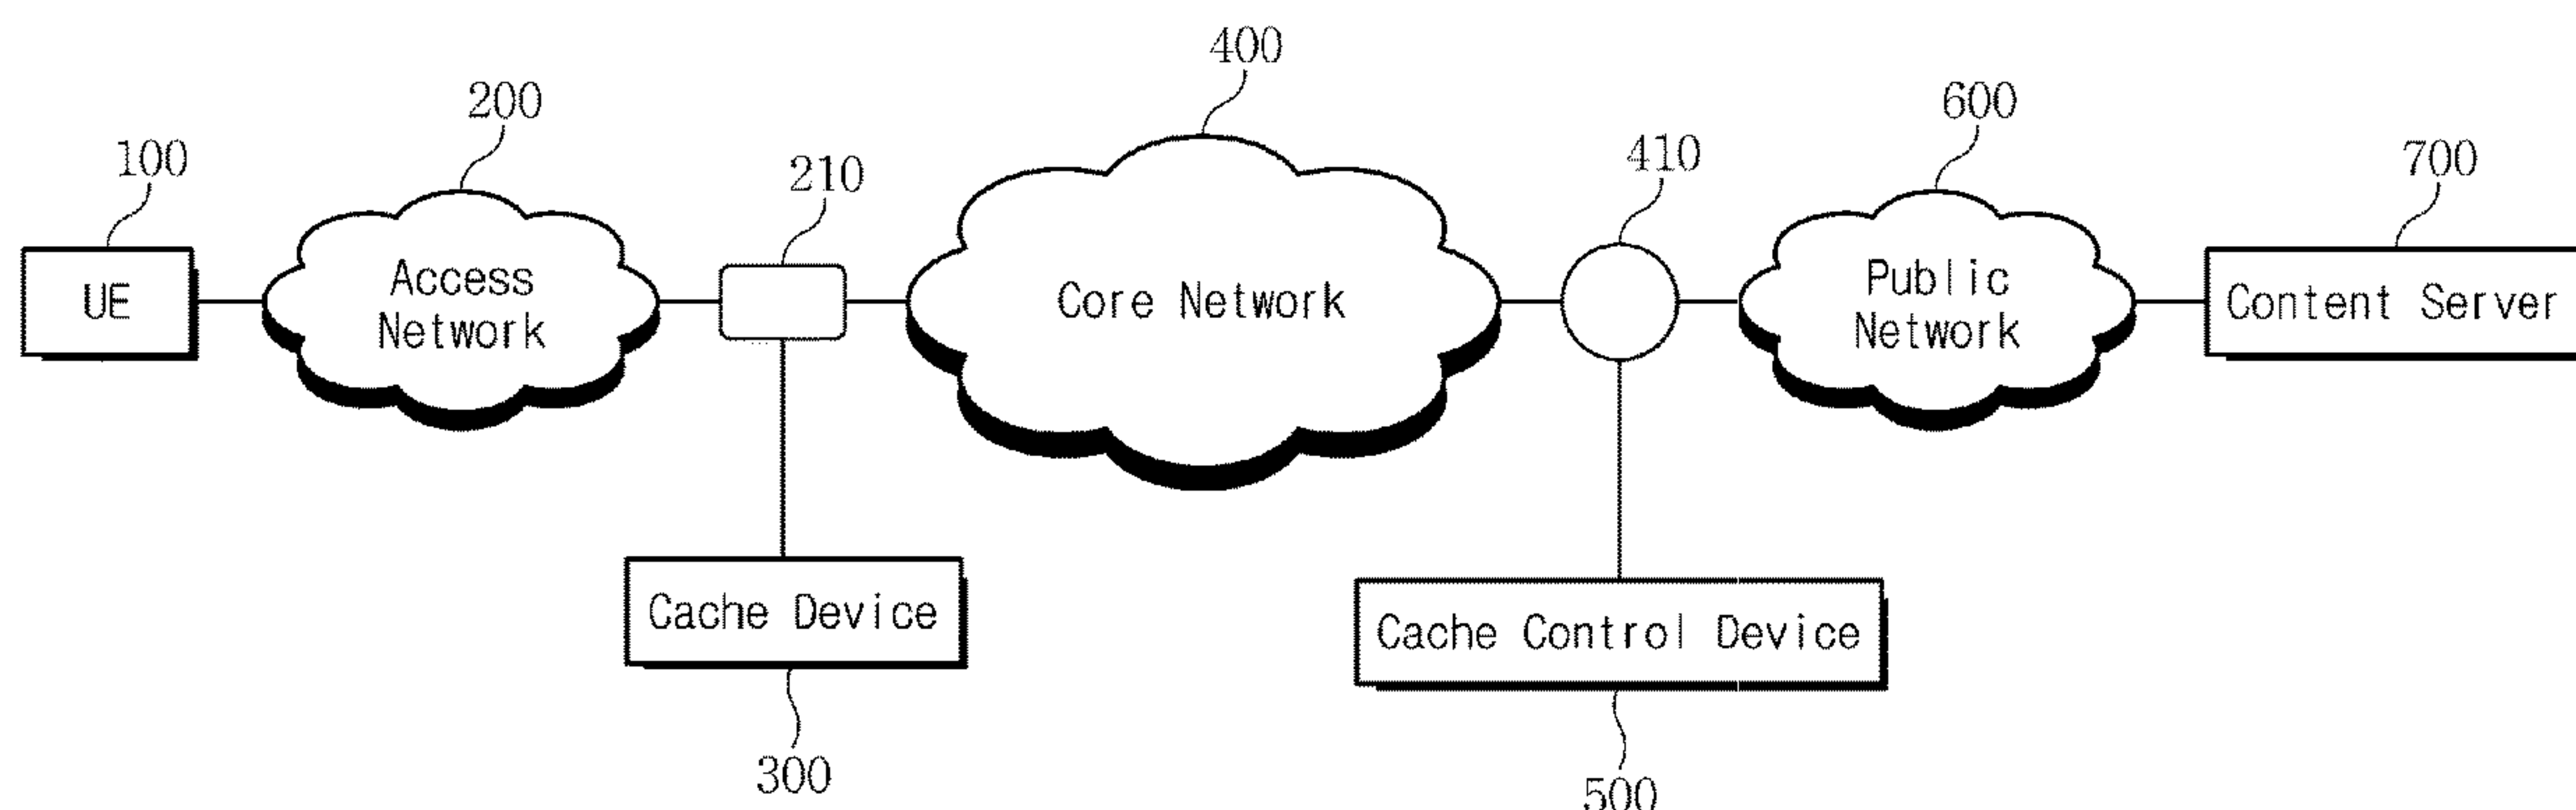 400
200
600
100
210
410
700
UE
Access
Network
Core Network
Public
Network
Content Server
Cache Device
Cache Control Device
300
500